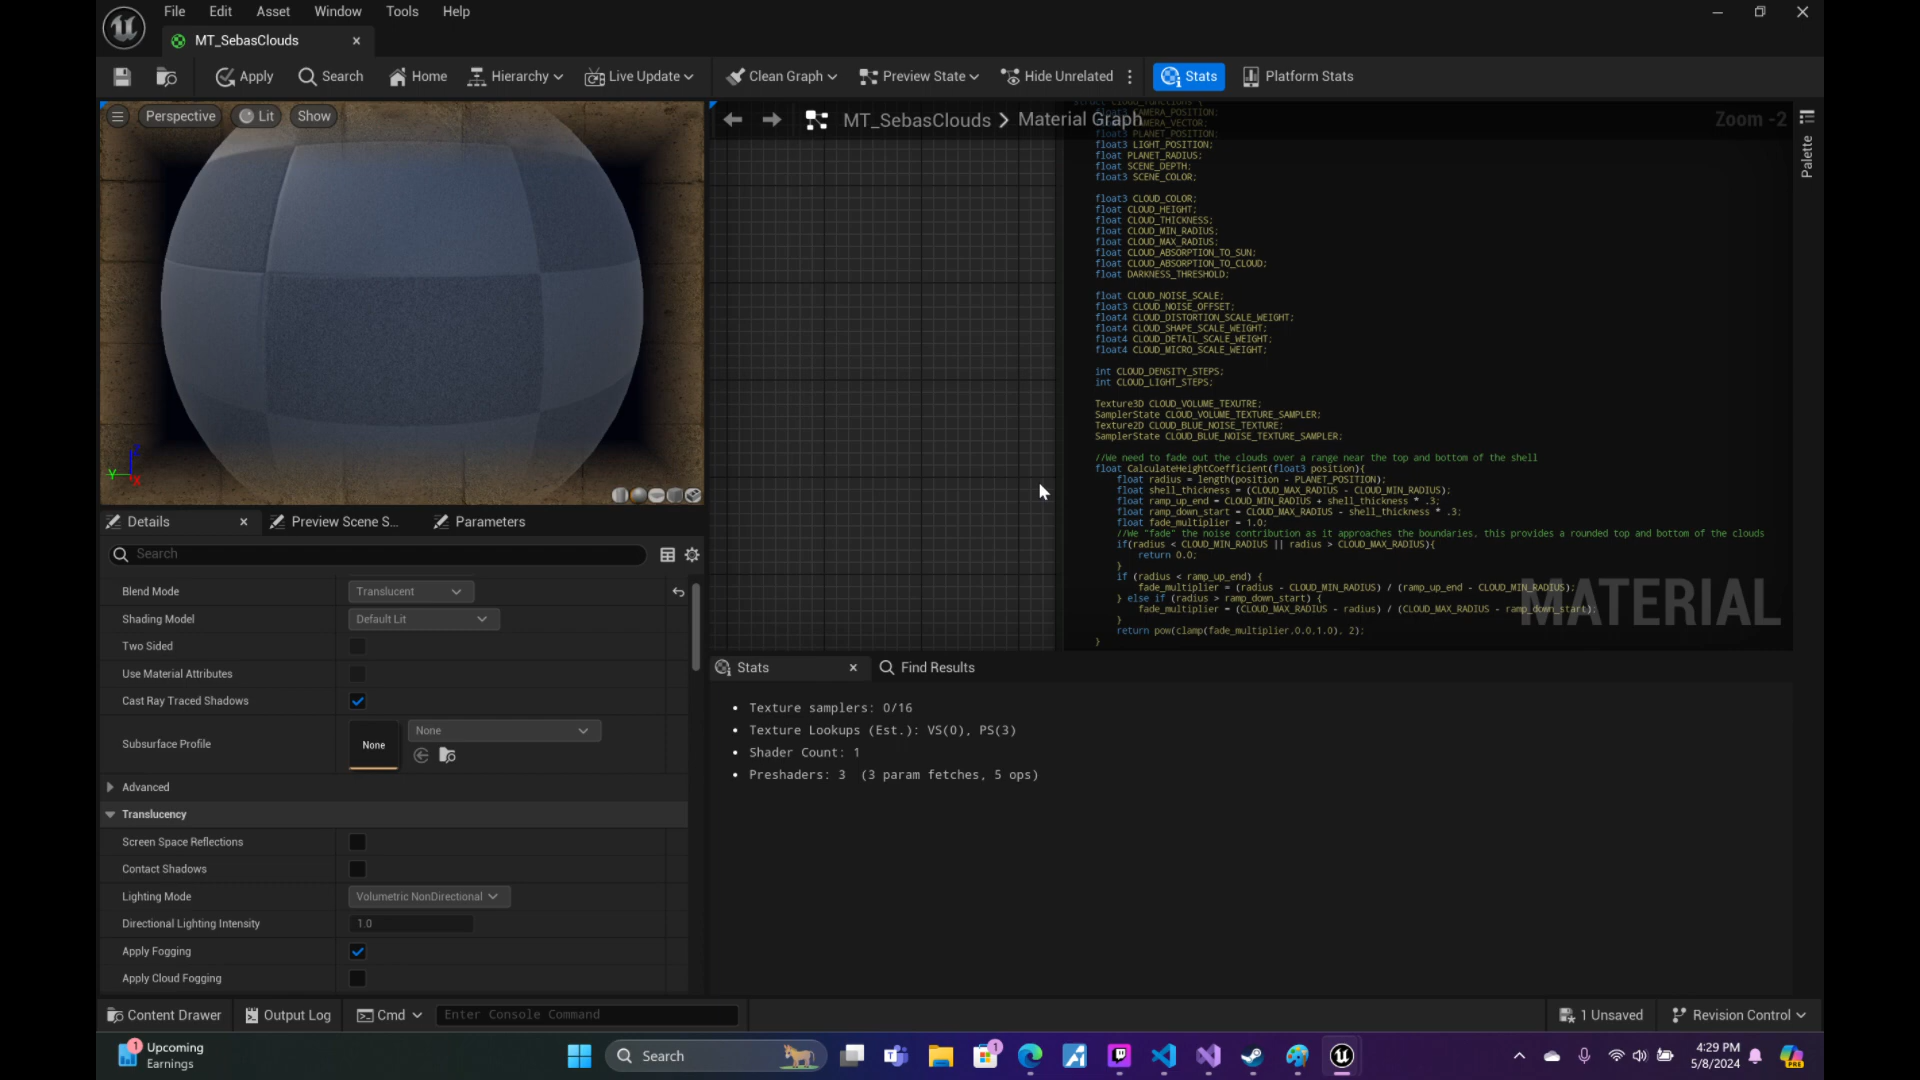 File Edit Asset Window Tools Help
MT_SebasClouds
Apply Search Home Hierarchy Live Update Clean Graph Preview State Hide Unrelated Stats Platform Stats
Perspective Lit Show
MT_SebasClouds > Material Graph
Zoom -2
Palette
float3 PLANET_POSITION;
float3 LIGHT_POSITION;
float PLANET_RADIUS;
float SCENE_DEPTH;
float3 SCENE_COLOR;
float3 CLOUD_COLOR;
float CLOUD_HEIGHT;
float CLOUD_THICKNESS;
float CLOUD_MIN_RADIUS;
float CLOUD_MAX_RADIUS;
float CLOUD_ABSORPTION_TO_SUN;
float CLOUD_ABSORPTION_TO_CLOUD;
float DARKNESS_THRESHOLD;
float CLOUD_NOISE_SCALE;
float3 CLOUD_NOISE_OFFSET;
float4 CLOUD_DISTORTION_SCALE_WEIGHT;
float4 CLOUD_SHAPE_SCALE_WEIGHT;
float4 CLOUD_DETAIL_SCALE_WEIGHT;
float4 CLOUD_MICRO_SCALE_WEIGHT;
int CLOUD_DENSITY_STEPS;
int CLOUD_LIGHT_STEPS;
Texture3D CLOUD_VOLUME_TEXUTRE;
SamplerState CLOUD_VOLUME_TEXTURE_SAMPLER;
Texture2D CLOUD_BLUE_NOISE_TEXTURE;
SamplerState CLOUD_BLUE_NOISE_TEXTURE_SAMPLER;
//We need to fade out the clouds over a range near the top and bottom of the shell
float CalculateHeightCoefficient(float3 position){
float radius = length(position - PLANET_POSITION);
float shell_thickness = (CLOUD_MAX_RADIUS - CLOUD_MIN_RADIUS);
float ramp_up_end = CLOUD_MIN_RADIUS + shell_thickness * .3;
float ramp_down_start = CLOUD_MAX_RADIUS - shell_thickness * .3;
float fade_multiplier = 1.0;
//We "fade" the noise contribution as it approaches the boundaries, this provides a rounded top and bottom of the clouds
if(radius < CLOUD_MIN_RADIUS || radius > CLOUD_MAX_RADIUS){
return 0.0;
}
if (radius < ramp_up_end) {
fade_multiplier = (radius - CLOUD_MIN_RADIUS) / (ramp_up_end - CLOUD_MIN_RADIUS);
} else if (radius > ramp_down_start) {
fade_multiplier = (CLOUD_MAX_RADIUS - radius) / (CLOUD_MAX_RADIUS - ramp_down_start);
}
return pow(clamp(fade_multiplier,0.0,1.0), 2);
}
MATERIAL
Y
Z
X
Details Preview Scene S... Parameters
Search
Blend Mode Translucent
Shading Model Default Lit
Two Sided
Use Material Attributes
Cast Ray Traced Shadows
Subsurface Profile None None
Advanced
Translucency
Screen Space Reflections
Contact Shadows
Lighting Mode Volumetric NonDirectional
Directional Lighting Intensity 1.0
Apply Fogging
Apply Cloud Fogging
Stats Find Results
• Texture samplers: 0/16
• Texture Lookups (Est.): VS(0), PS(3)
• Shader Count: 1
• Preshaders: 3 (3 param fetches, 5 ops)
Content Drawer Output Log Cmd Enter Console Command 1 Unsaved Revision Control
1
Upcoming
Earnings
Search
1
4:29 PM
5/8/2024
PRE